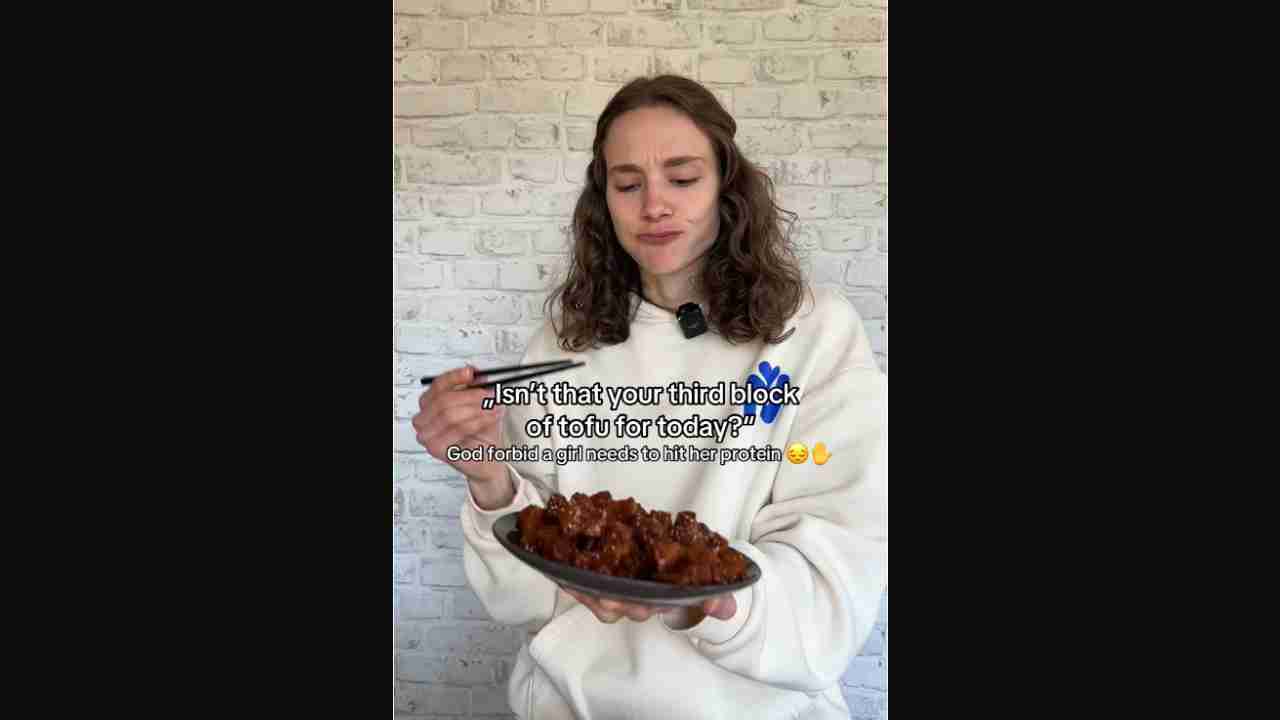 „Isn't that your third block
of tofu for today?"
God forbid a girl needs to hit her protein 😔✋